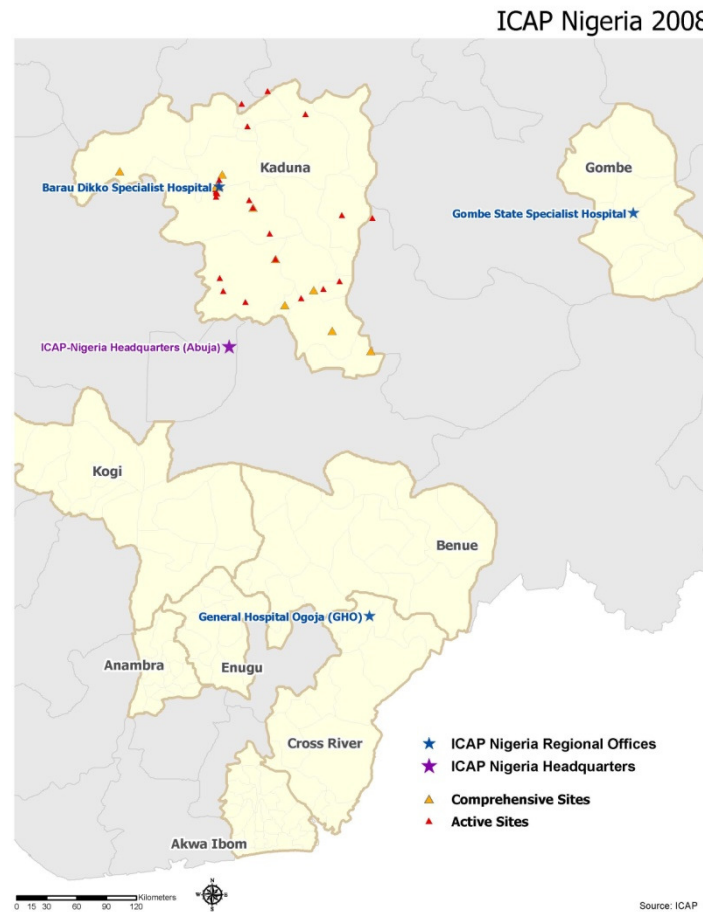 ICAP Nigeria 2008
Kaduna
Gombe
Barau Dikko Specialist Hospital
Gombe State Specialist Hospital
ICAP-Nigeria Headquarters (Abuja)
Kogi
Benue
General Hospital Ogoja (GHO)
Anambra
Enugu
Cross River
ICAP Nigeria Regional Offices
ICAP Nigeria Headquarters
Comprehensive Sites
Active Sites
Akwa Ibom
Kilometers
0 15 30 60 90 120
N
W
S
Source: ICAP